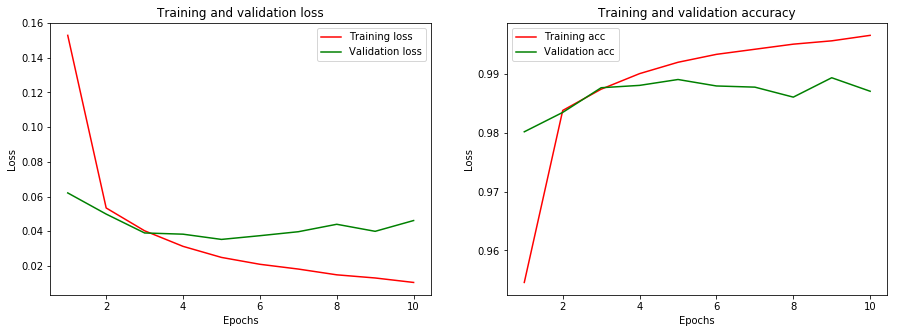 Training and validation loss
Training loss
Validation loss
0.16
0.14
0.12
0.10
0.08
0.06
0.04
0.02
Loss
2
4
6
8
10
Epochs
Training and validation accuracy
Training acc
Validation acc
0.99
0.98
0.97
0.96
Loss
2
4
6
8
10
Epochs